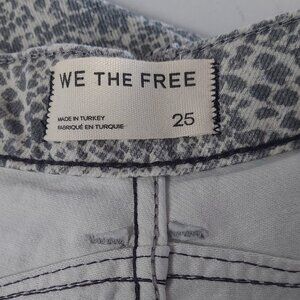 WE THE FREE
MADE IN TURKEY
FABRIQUÉ EN TURQUIE
25